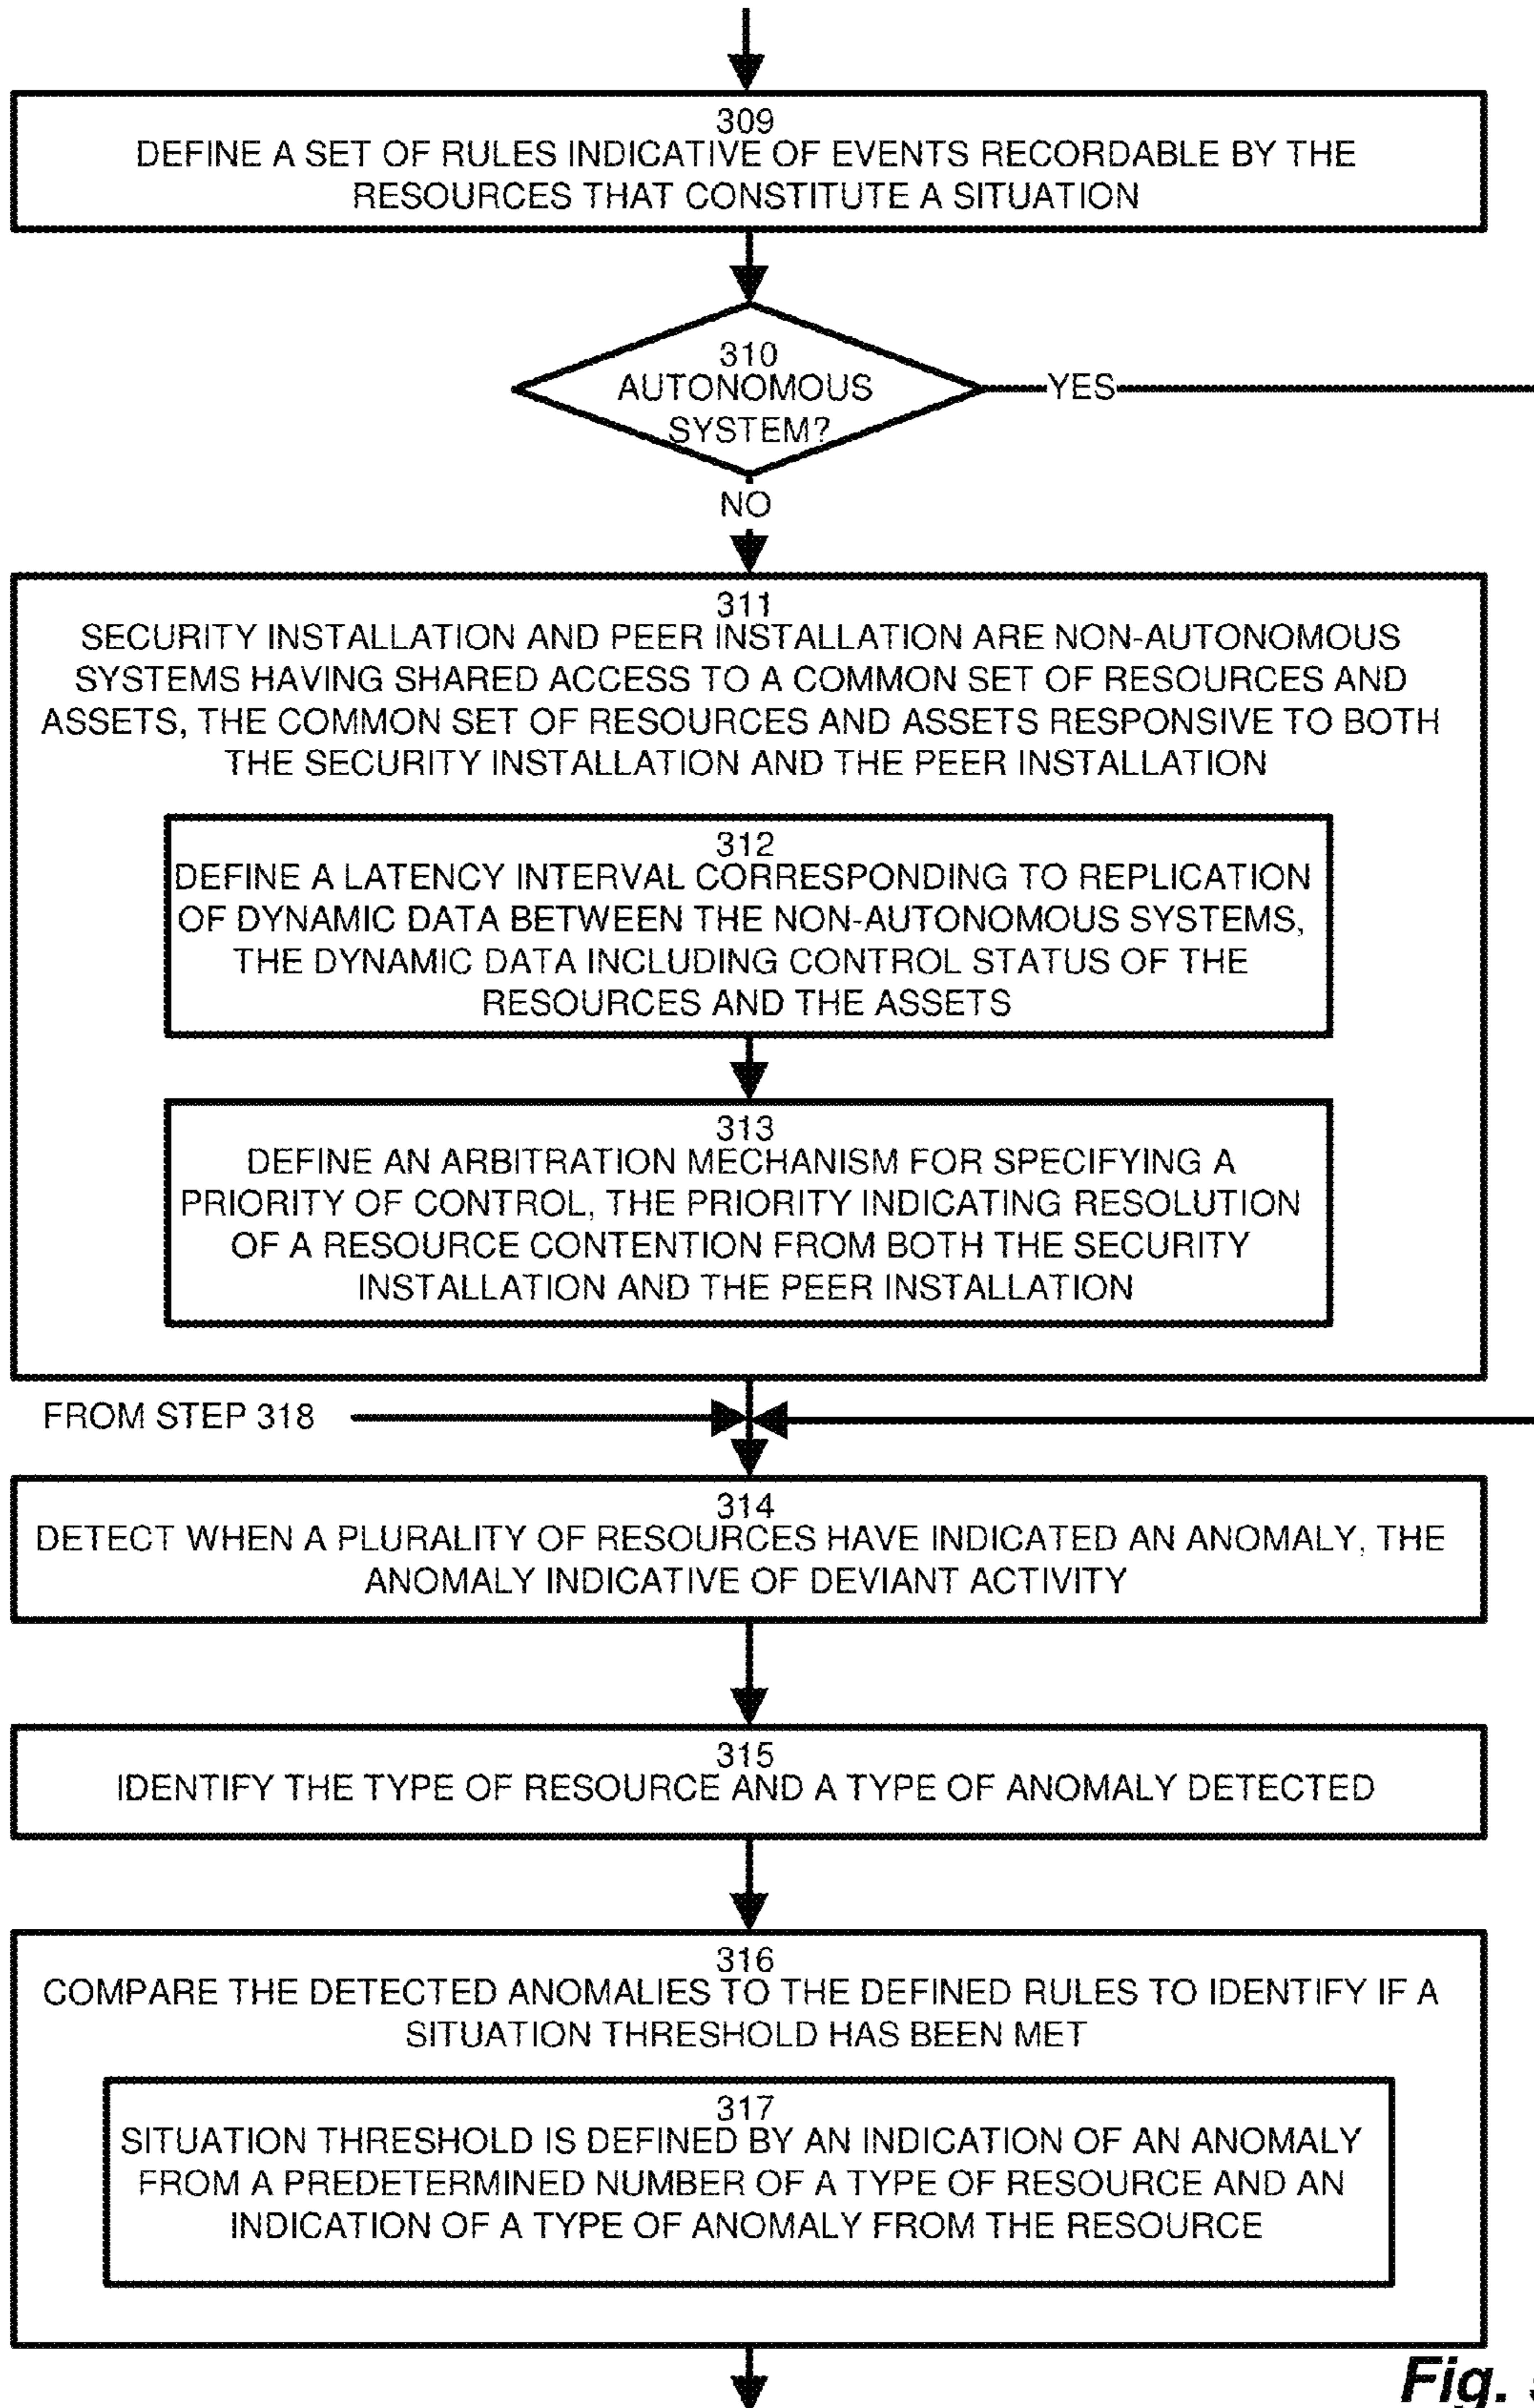 309
DEFINE A SET OF RULES INDICATIVE OF EVENTS RECORDABLE BY THE
RESOURCES THAT CONSTITUTE A SITUATION
310
AUTONOMOUS
SYSTEM?
YES
NO
311
SECURITY INSTALLATION AND PEER INSTALLATION ARE NON-AUTONOMOUS
SYSTEMS HAVING SHARED ACCESS TO A COMMON SET OF RESOURCES AND
ASSETS, THE COMMON SET OF RESOURCES AND ASSETS RESPONSIVE TO BOTH
THE SECURITY INSTALLATION AND THE PEER INSTALLATION
312
DEFINE A LATENCY INTERVAL CORRESPONDING TO REPLICATION
OF DYNAMIC DATA BETWEEN THE NON-AUTONOMOUS SYSTEMS,
THE DYNAMIC DATA INCLUDING CONTROL STATUS OF THE
RESOURCES AND THE ASSETS
313
DEFINE AN ARBITRATION MECHANISM FOR SPECIFYING A
PRIORITY OF CONTROL, THE PRIORITY INDICATING RESOLUTION
OF A RESOURCE CONTENTION FROM BOTH THE SECURITY
INSTALLATION AND THE PEER INSTALLATION
FROM STEP 318
314
DETECT WHEN A PLURALITY OF RESOURCES HAVE INDICATED AN ANOMALY, THE
ANOMALY INDICATIVE OF DEVIANT ACTIVITY
315
IDENTIFY THE TYPE OF RESOURCE AND A TYPE OF ANOMALY DETECTED
316
COMPARE THE DETECTED ANOMALIES TO THE DEFINED RULES TO IDENTIFY IF A
SITUATION THRESHOLD HAS BEEN MET
317
SITUATION THRESHOLD IS DEFINED BY AN INDICATION OF AN ANOMALY
FROM A PREDETERMINED NUMBER OF A TYPE OF RESOURCE AND AN
INDICATION OF A TYPE OF ANOMALY FROM THE RESOURCE
Fig.